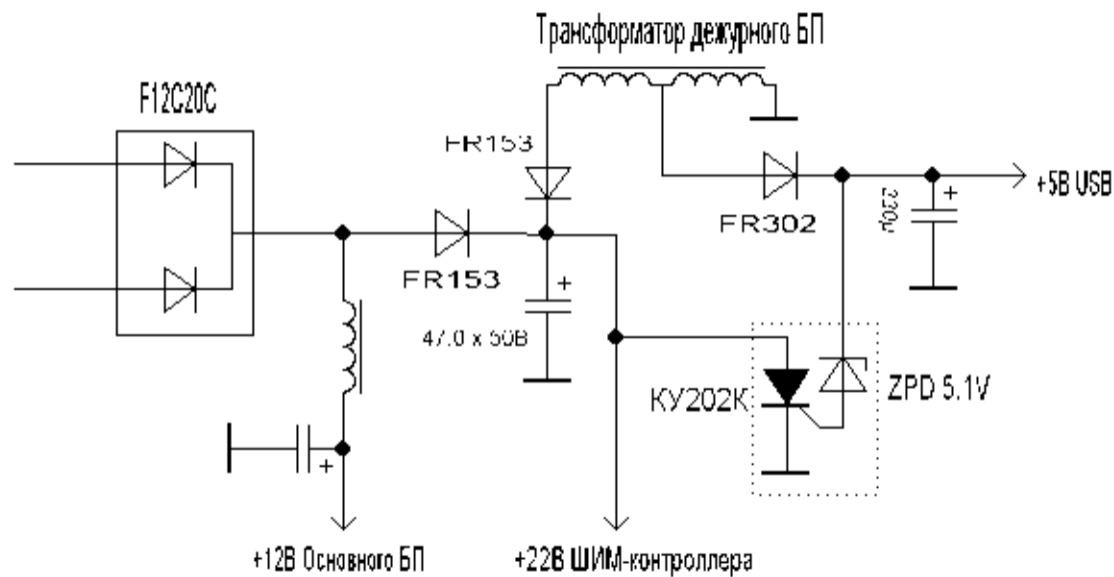 Трансформатор дежурного БП
F12C20C
FR153
+5В USB
FR302
330μ
+
FR153
+
47.0 x 50В
КУ202К
ZPD 5.1V
+
+12В Основного БП
+22В ШИМ-контроллера